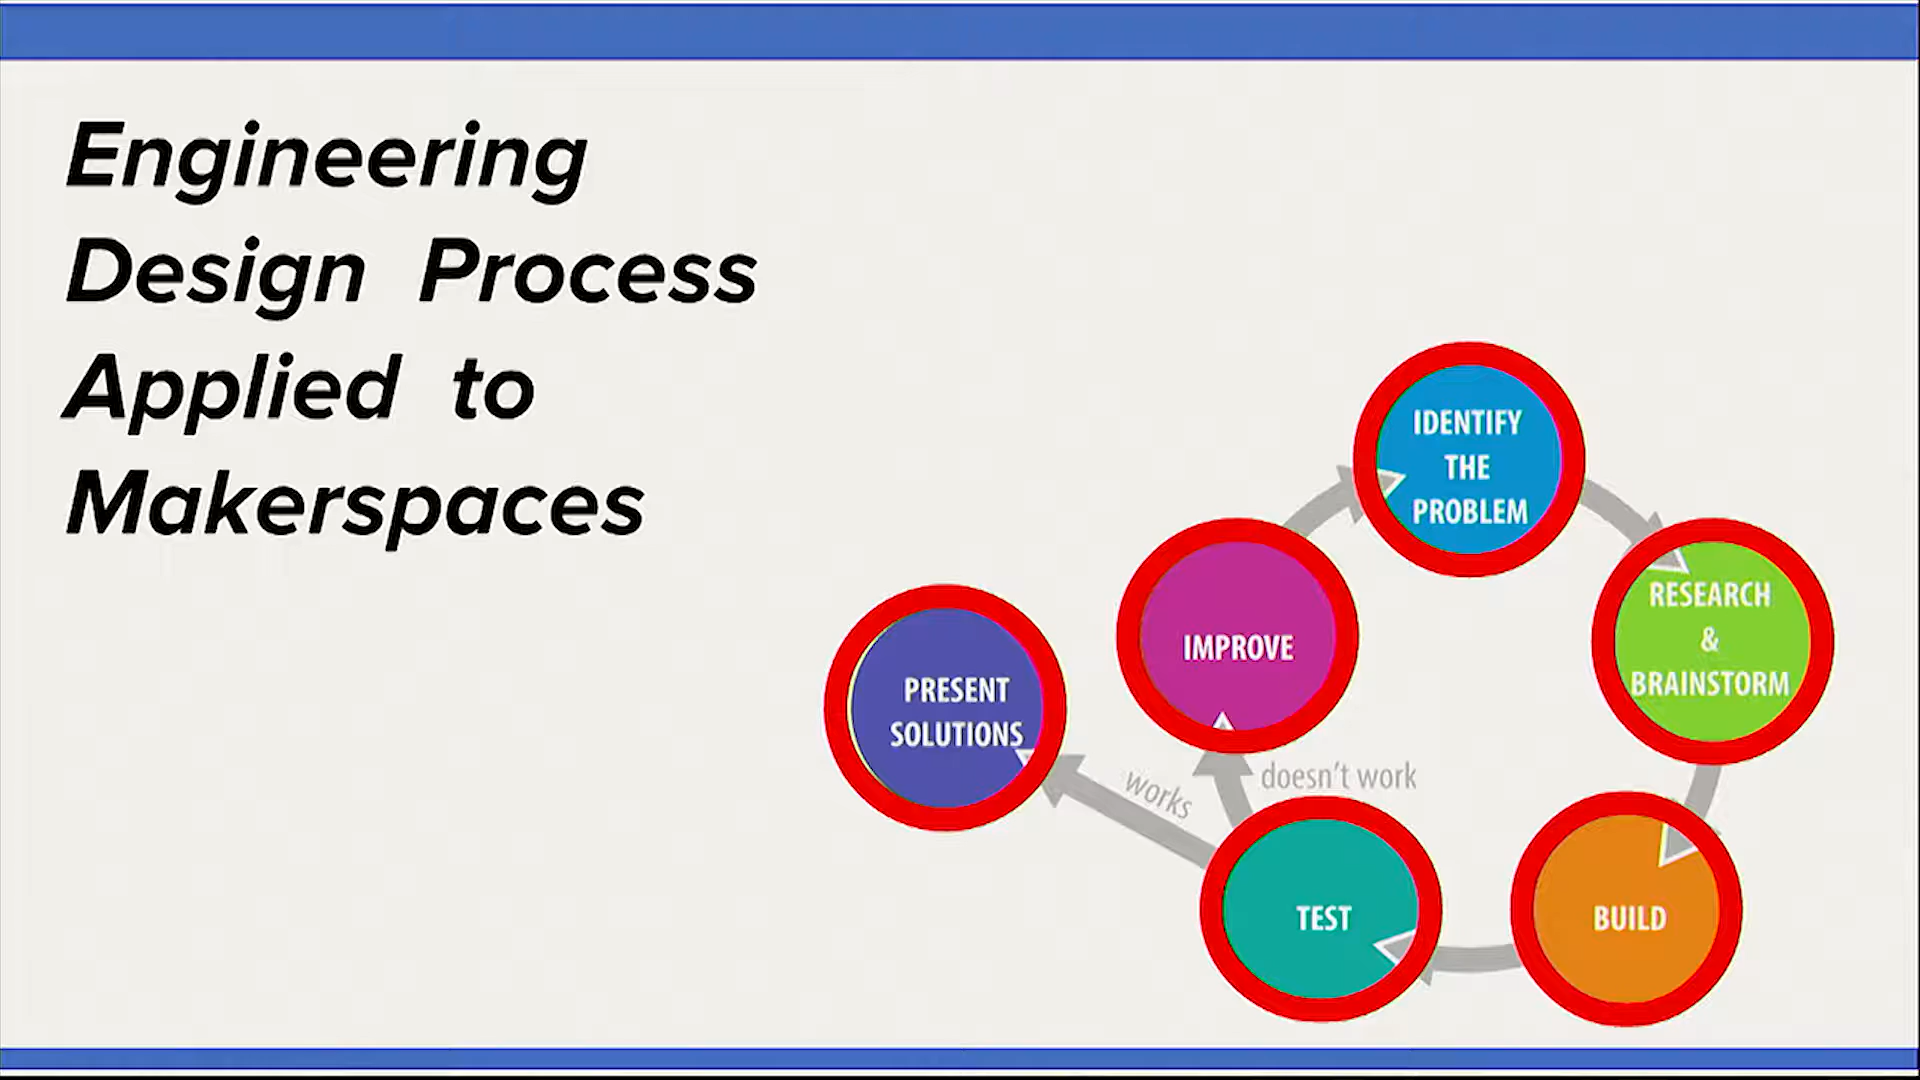 Engineering
Design Process
Applied to
Makerspaces
IDENTIFY
THE
PROBLEM
RESEARCH
&
BRAINSTORM
IMPROVE
PRESENT
SOLUTIONS
works
doesn't work
TEST
BUILD